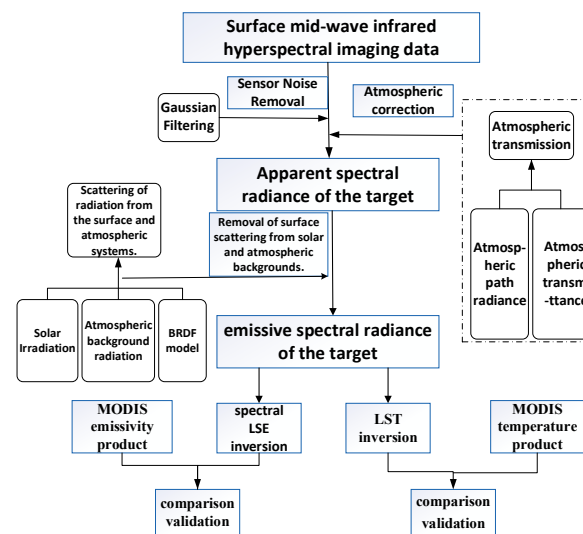 Surface mid-wave infrared
hyperspectral imaging data
Sensor Noise
Removal
Atmospheric
correction
Gaussian
Filtering
Atmospheric
transmission
Apparent spectral
radiance of the target
Scattering of
radiation from
the surface and
atmospheric
systems.
Removal of surface
scattering from solar
and atmospheric
backgrounds.
Atmosp-
heric
path
radiance
Atmos
pheric
transm
-ttance
Solar
Irradiation
Atmospheric
background
radiation
BRDF
model
emissive spectral radiance
of the target
MODIS
emissivity
product
spectral
LSE
inversion
LST
inversion
MODIS
temperature
product
comparison
validation
comparison
validation